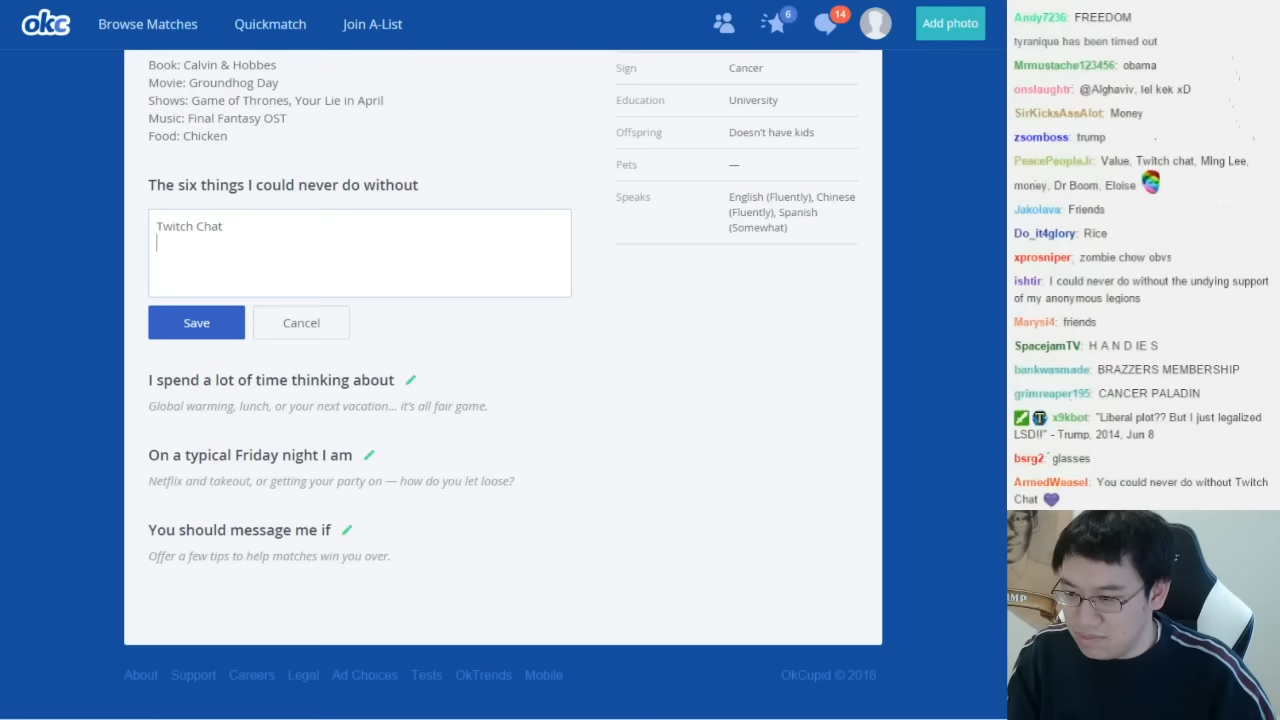 okc
Browse Matches
Quickmatch
Join A-List
6
14
Add photo
Book: Calvin & Hobbes
Movie: Groundhog Day
Shows: Game of Thrones, Your Lie in April
Music: Final Fantasy OST
Food: Chicken
The six things I could never do without
Twitch Chat
Save
Cancel
I spend a lot of time thinking about
Global warming, lunch, or your next vacation... it's all fair game.
On a typical Friday night I am
Netflix and takeout, or getting your party on — how do you let loose?
You should message me if
Offer a few tips to help matches win you over.
Sign Cancer
Education University
Offspring Doesn't have kids
Pets —
Speaks English (Fluently), Chinese
(Fluently), Spanish
(Somewhat)
About Support Careers Legal Ad Choices Tests OkTrends Mobile
OkCupid © 2016
Andy7236: FREEDOM
tyranique has been timed out
Mrmustache123456: obama
onslaughtr: @Alghaviv, lel kek xD
SirKicksAssAlot: Money
zsomboss: trump
PeacePeopleJr: Value, Twitch chat, Ming Lee,
money, Dr Boom, Eloise
Jakolava: Friends
Do_it4glory: Rice
xprosniper: zombie chow obvs
ishtir: I could never do without the undying support
of my anonymous legions
Marysi4: friends
SpacejamTV: H A N D IE S
bankwasmade: BRAZZERS MEMBERSHIP
grimreaper195: CANCER PALADIN
x9kbot: "Liberal plot?? But I just legalized
LSD!!" - Trump, 2014, Jun 8
bsrg2: glasses
ArmedWeasel: You could never do without Twitch
Chat